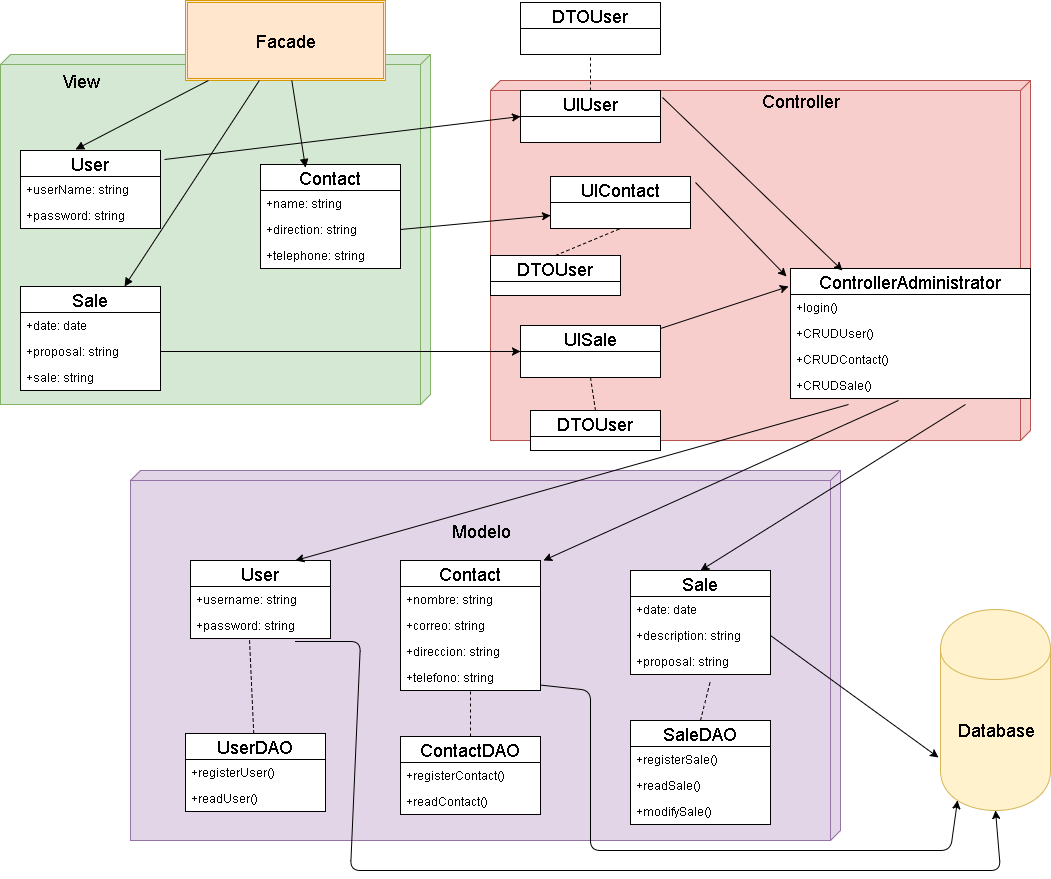 DTOUser
Facade
View
UIUser
Controller
User
+userName: string
+password: string
Contact
+name: string
+direction: string
+telephone: string
UIContact
DTOUser
ControllerAdministrator
+login()
+CRUDUser()
+CRUDContact()
+CRUDSale()
Sale
+date: date
+proposal: string
+sale: string
UISale
DTOUser
Modelo
User
+username: string
+password: string
Contact
+nombre: string
+correo: string
+direccion: string
+telefono: string
Sale
+date: date
+description: string
+proposal: string
Database
UserDAO
+registerUser()
+readUser()
ContactDAO
+registerContact()
+readContact()
SaleDAO
+registerSale()
+readSale()
+modifySale()